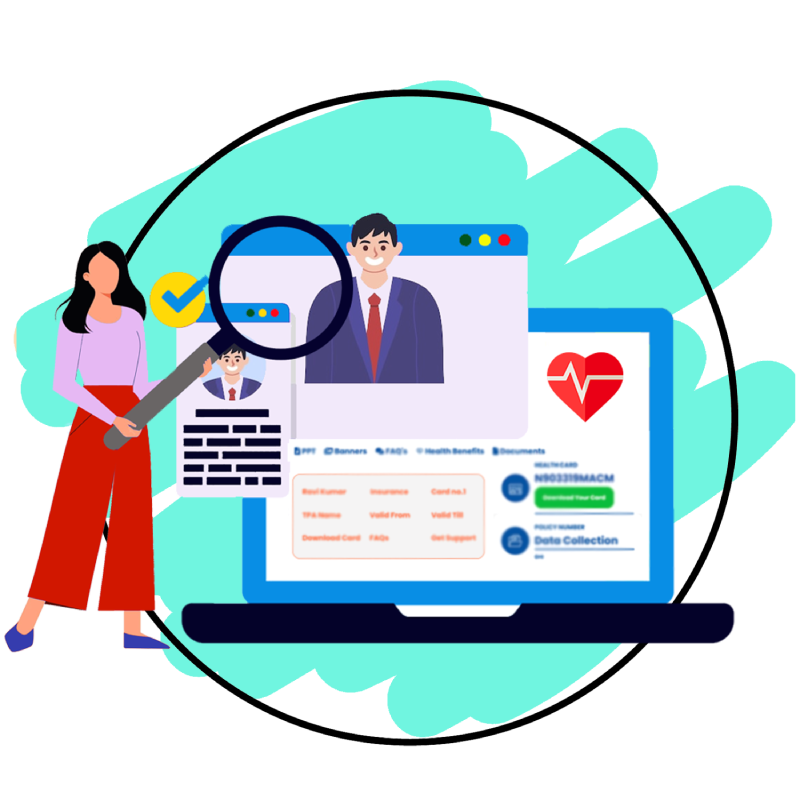 PPT Banners FAQ's Health Benefits Documents
HEALTH CARD
N903319MACM
Download Your Card
POLICY NUMBER
Data Collection
Ravi Kumar Insurance Card no.1
TPA Name Valid From Valid Till
Download Card FAQs Get Support